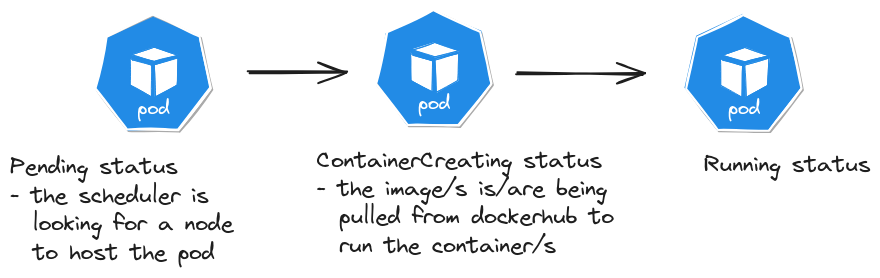 pod
pod
pod
Pending status
- the scheduler is
looking for a node
to host the pod
ContainerCreating status
- the image/s is/are being
pulled from dockerhub to
run the container/s
Running status